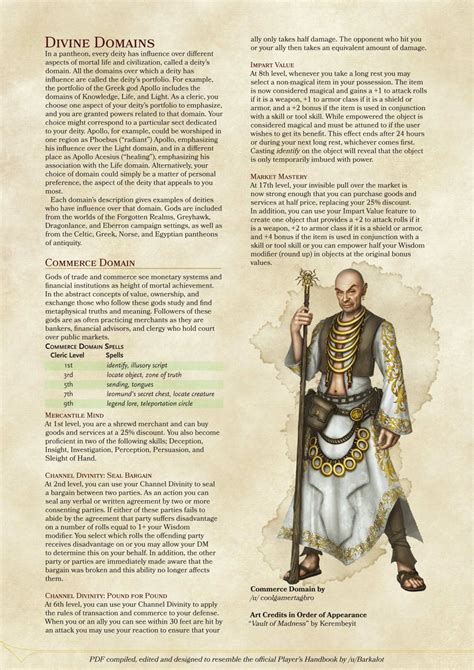 DIVINE DOMAINS
In a pantheon, every deity has influence over different
aspects of mortal life and civilization, called a deity's
domain. All the domains over which a deity has
influence are called the deity's portfolio. For example,
the portfolio of the Greek god Apollo includes the
domains of Knowledge, Life, and Light. As a cleric, you
choose one aspect of your deity's portfolio to emphasize,
and you are granted powers related to that domain. Your
choice might correspond to a particular sect dedicated
to your deity. Apollo, for example, could be worshiped in
one region as Phoebus ("radiant") Apollo, emphasizing
his influence over the Light domain, and in a different
place as Apollo Acesius ("healing"), emphasizing his
association with the Life domain. Alternatively, your
choice of domain could simply be a matter of personal
preference, the aspect of the deity that appeals to you
most.
Each domain's description gives examples of deities
who have influence over that domain. Gods are included
from the worlds of the Forgotten Realms, Greyhawk,
Dragonlance, and Eberron campaign settings, as well as
from the Celtic, Greek, Norse, and Egyptian pantheons
of antiquity.
COMMERCE DOMAIN
Gods of trade and commerce see monetary systems and
financial institutions as height of mortal achievement.
In the abstract concepts of value, ownership, and
exchange those who follow these gods study and find
metaphysical truths and meaning. Followers of these
gods are as often practicing merchants as they are
bankers, financial advisors, and clergy who hold court
over public markets.
COMMERCE DOMAIN SPELLS
Cleric Level Spells
1st identify, illusory script
3rd locate object, zone of truth
5th sending, tongues
7th leomund's secret chest, locate creature
9th legend lore, teleportation circle
MERCANTILE MIND
At 1st level, you are a shrewd merchant and can buy
goods and services at a 25% discount. You also become
proficient in two of the following skills; Deception,
Insight, Investigation, Perception, Persuasion, and
Sleight of Hand.
CHANNEL DIVINITY: SEAL BARGAIN
At 2nd level, you can use your Channel Divinity to seal
a bargain between two parties. As an action you can
seal any verbal or written agreement by two or more
consenting parties. If either of these parties fails to
abide by the agreement that party suffers disadvantage
on a number of rolls equal to 1+ your Wisdom
modifier. You select which rolls the offending party
receives disadvantage on or you may allow your DM
to determine this on your behalf. In addition, the other
party or parties are immediately made aware that the
bargain was broken and this ability no longer affects
them.
CHANNEL DIVINITY: POUND FOR POUND
At 6th level, you can use your Channel Divinity to apply
the rules of transaction and commerce to your defense.
When you or an ally you can see within 30 feet are hit by
an attack you may use your reaction to ensure that
ally only takes half damage. The opponent who hit you
or your ally then takes an equivalent amount of damage.
IMPART VALUE
At 8th level, whenever you take a long rest you may
select a non-magical item in your possession. The item
is now considered magical and gains a +1 to attack rolls
if it is a weapon, +1 to armor class if it is a shield or
armor, and a +2 bonus if the item is used in conjunction
with a skill or tool skill. While empowered the object is
considered magical and must be attuned to if the user
wishes to get its benefit. This effect ends after 24 hours
or during your next long rest, whichever comes first.
Casting identify on the object will reveal that the object
is only temporarily imbued with power.
MARKET MASTERY
At 17th level, your invisible pull over the market is
now strong enough that you can purchase goods and
services at half price, replacing your 25% discount.
In addition, you can use your Impart Value feature to
create one object that provides a +2 to attack rolls if it
is a weapon, +2 to armor class if it is a shield or armor,
and +4 bonus if the item is used in conjunction with a
skill or tool skill or you can empower half your Wisdom
modifier (round up) in objects at the original bonus
values.
Commerce Domain by
/u/ coolgamertagbro
Art Credits in Order of Appearance
"Vault of Madness" by Kerembeyit
PDF compiled, edited and designed to resemble the official Player's Handbook by /u/Barkalot